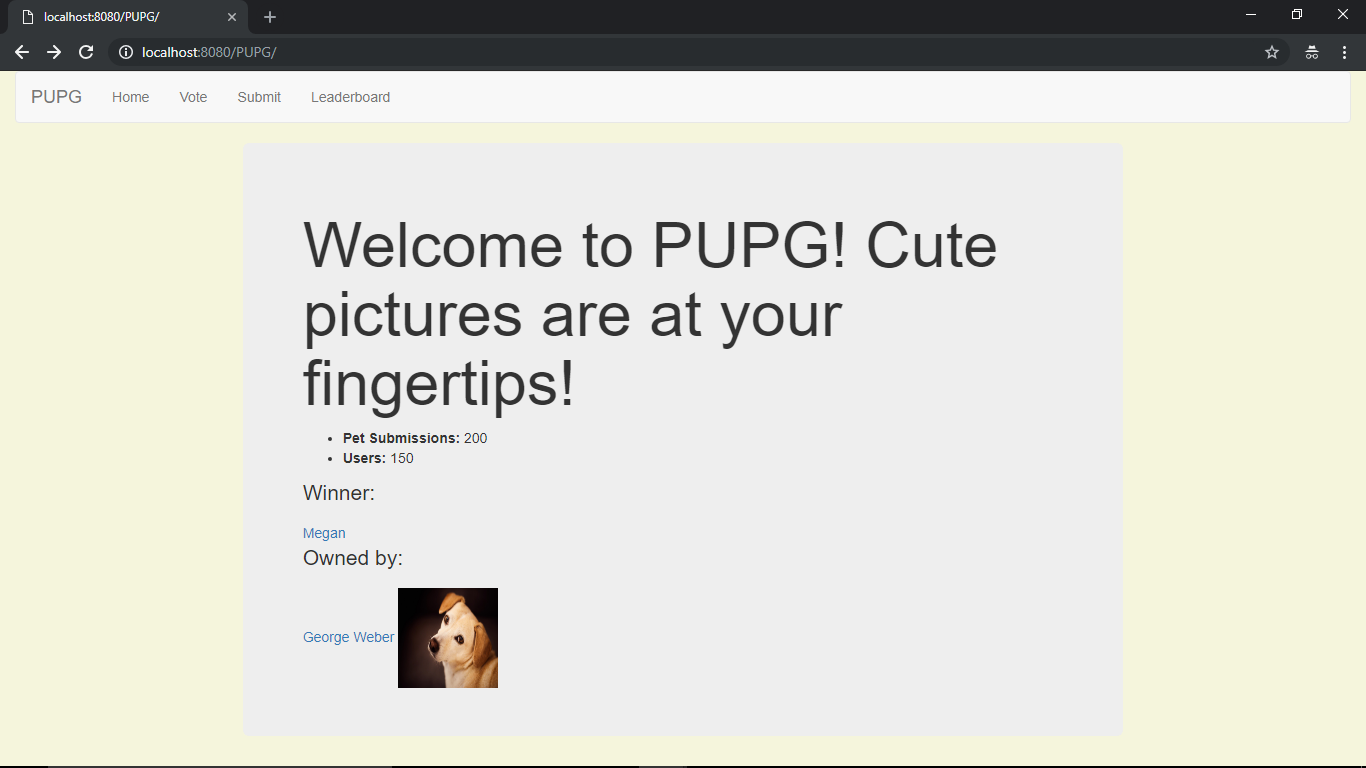 localhost:8080/PUPG/
localhost:8080/PUPG/
PUPG Home Vote Submit Leaderboard
Welcome to PUPG! Cute
pictures are at your
fingertips!
• Pet Submissions: 200
• Users: 150
Winner:
Megan
Owned by:
George Weber